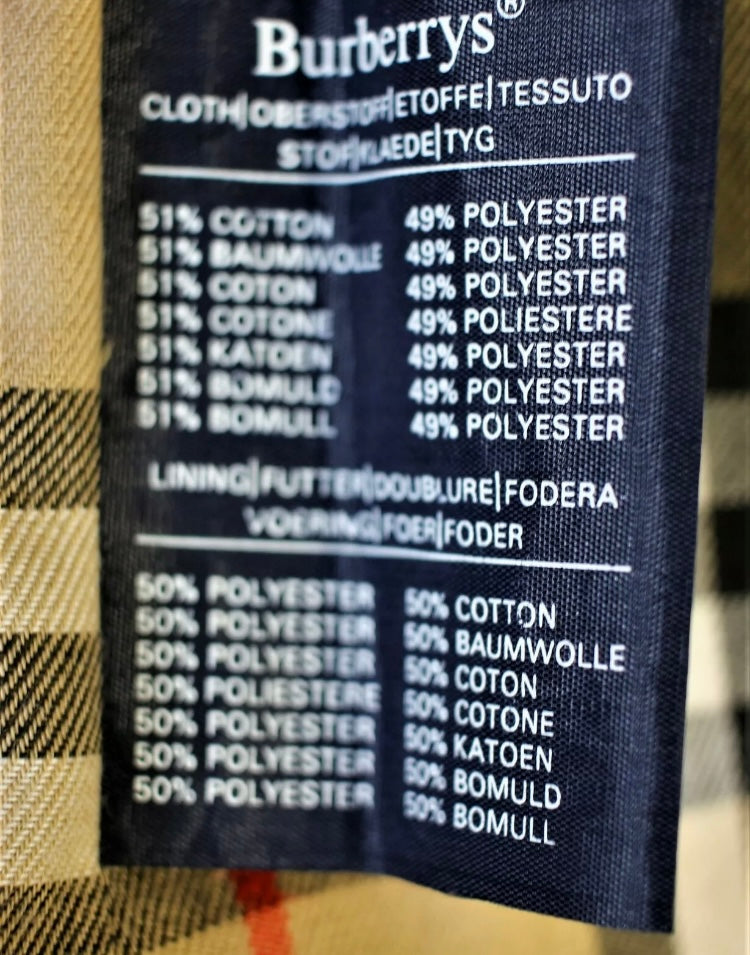 Burberrys®
CLOTH|OBERSTOFF|ETOFFE|TESSUTO
STOF|KLAEDE|TYG
51% COTTON 49% POLYESTER
51% BAUMWOLLE 49% POLYESTER
51% COTON 49% POLYESTER
51% COTONE 49% POLIESTERE
51% KATOEN 49% POLYESTER
51% BOMULD 49% POLYESTER
51% BOMULL 49% POLYESTER
LINING|FUTTER|DOUBLURE|FODERA
VOERING|FOER|FODER
50% POLYESTER 50% COTTON
50% POLYESTER 50% BAUMWOLLE
50% POLYESTER 50% COTON
50% POLIESTERE 50% COTONE
50% POLYESTER 50% KATOEN
50% POLYESTER 50% BOMULD
50% POLYESTER 50% BOMULL